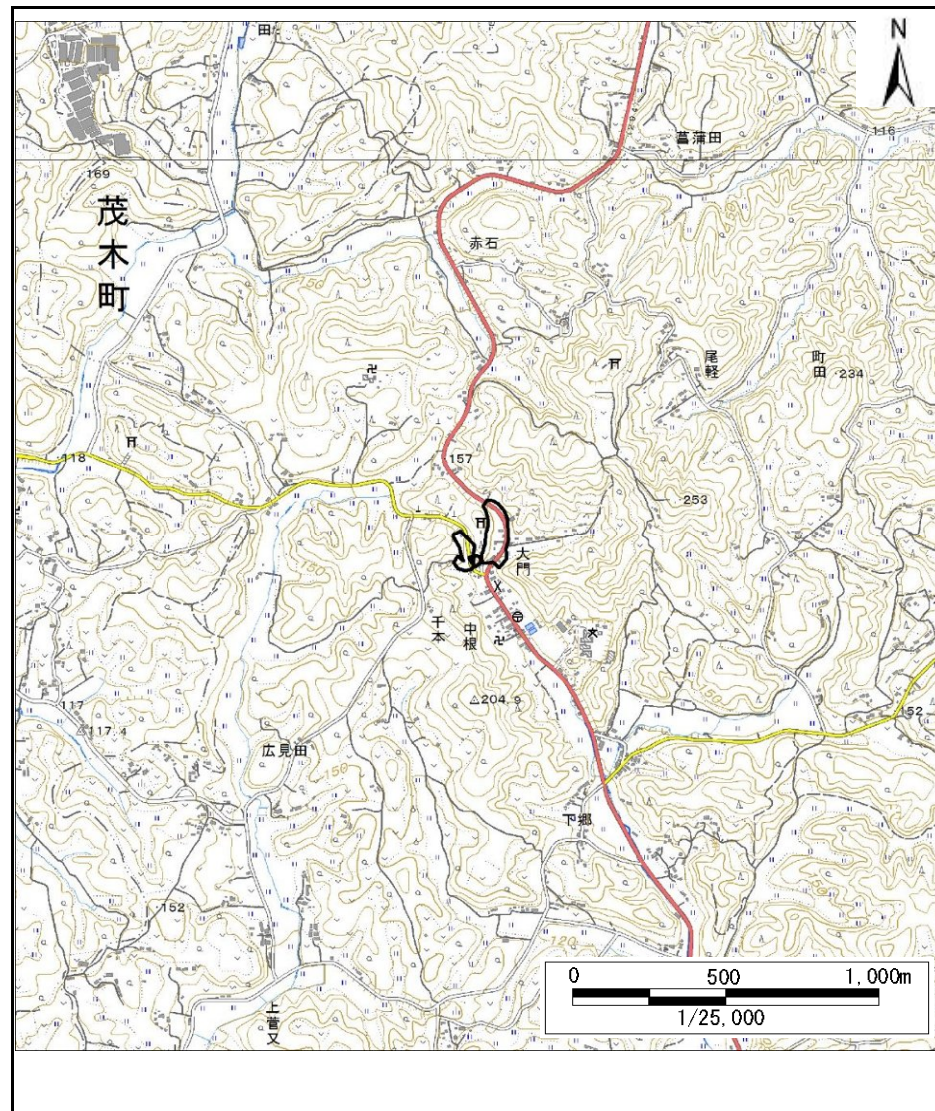 N
田
菖蒲田
116
169
茂木町
赤石
尾軽
町田
234
118
157
253
大門
千本
中根
204.9
117
117.4
広見田
150
152
下郷
152
120
上菅又
0 500 1,000m
1/25,000